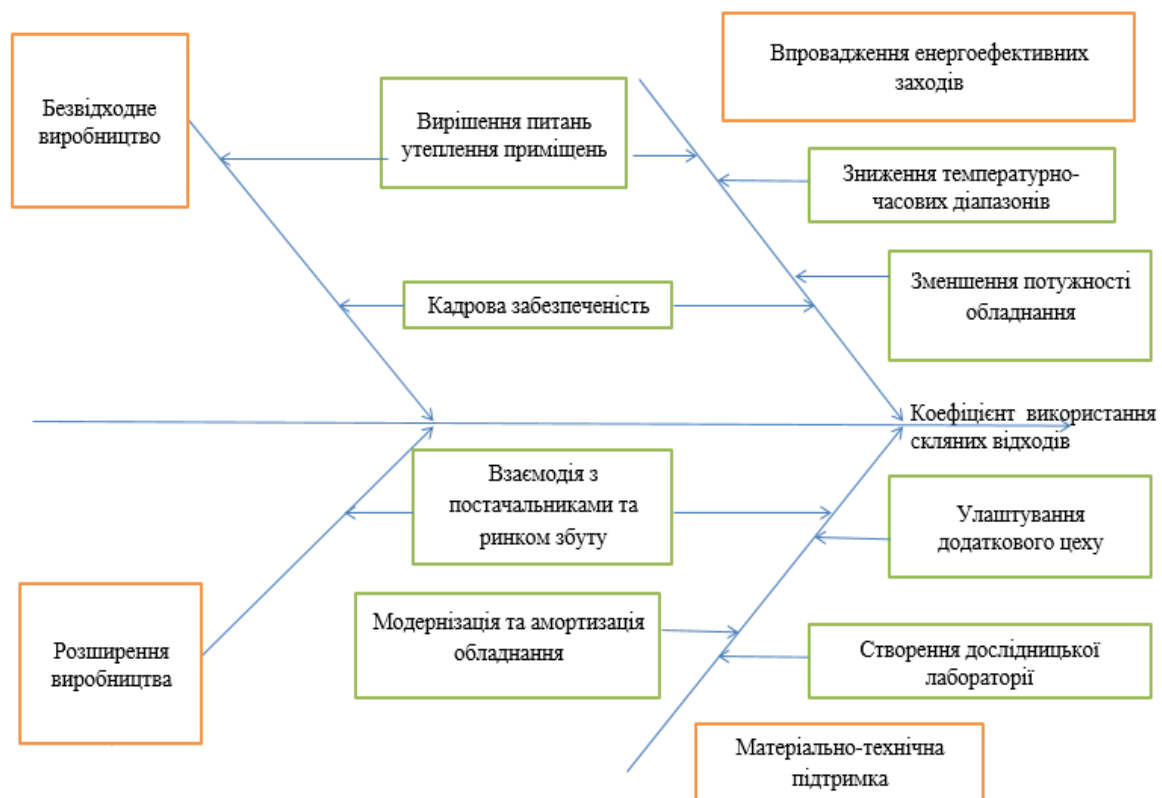 Впровадження енергоефективних
заходів
Безвідходне
виробництво
Вирішення питань
утеплення приміщень
Зниження температурно-
часових діапазонів
Зменшення потужності
обладнання
Кадрова забезпеченість
Коефіцієнт використання
скляних відходів
Взаємодія з
постачальниками та
ринком збуту
Улаштування
додаткового цеху
Модернізація та амортизація
обладнання
Розширення
виробництва
Створення дослідницької
лабораторії
Матеріально-технічна
підтримка